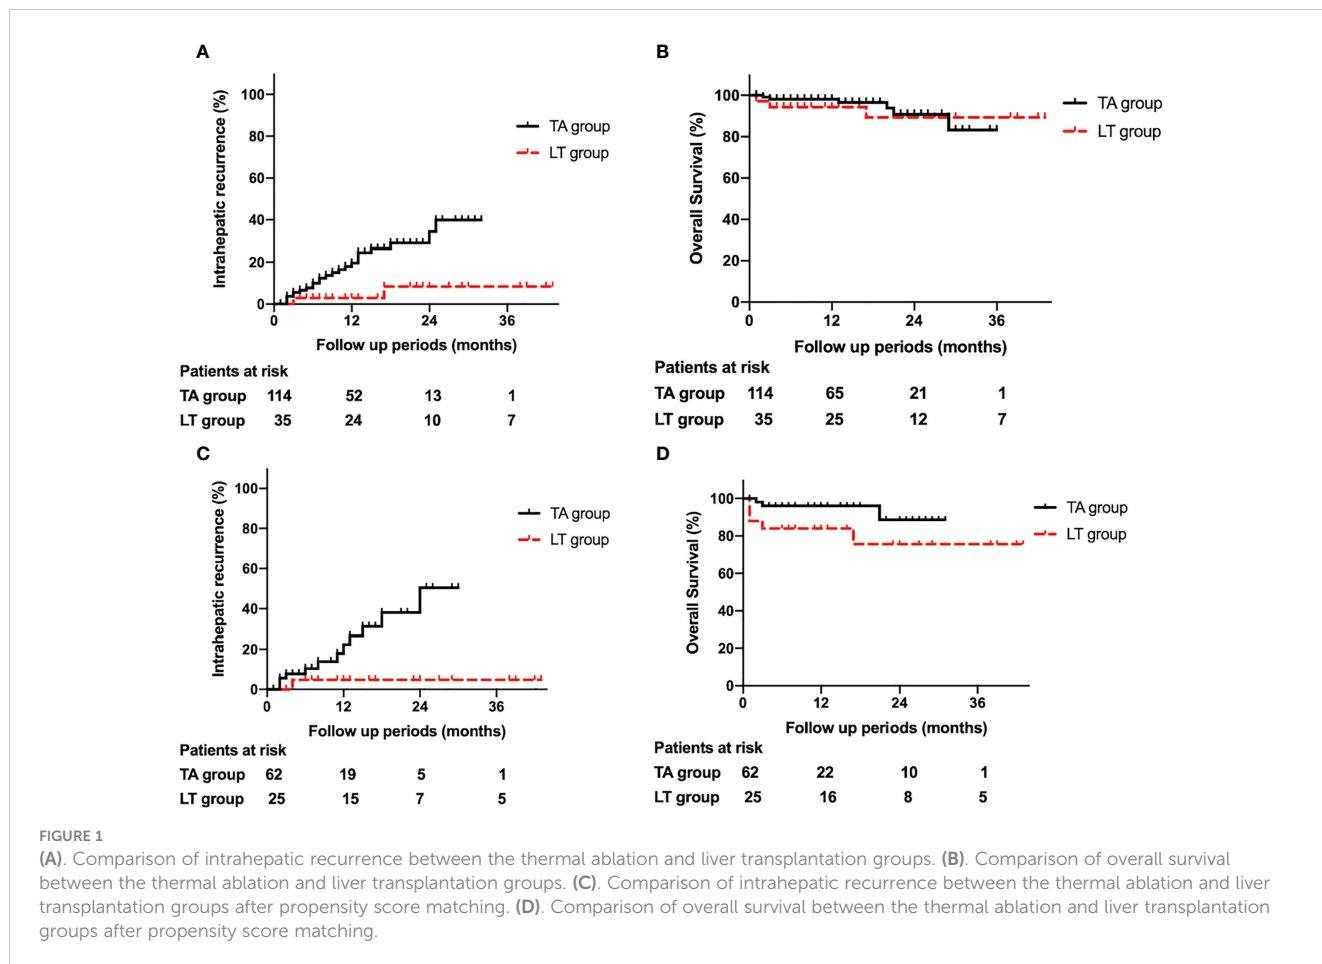 A
Intrahepatic recurrence (%)
100
80
60
40
20
0
0 12 24 36
Follow up periods (months)
TA group
LT group
Patients at risk
TA group 114 52 13 1
LT group 35 24 10 7
B
Overall Survival (%)
100
80
60
40
20
0
0 12 24 36
Follow up periods (months)
TA group
LT group
Patients at risk
TA group 114 65 21 1
LT group 35 25 12 7
C
Intrahepatic recurrence (%)
100
80
60
40
20
0
0 12 24 36
Follow up periods (months)
TA group
LT group
Patients at risk
TA group 62 19 5 1
LT group 25 15 7 5
D
Overall Survival (%)
100
80
60
40
20
0
0 12 24 36
Follow up periods (months)
TA group
LT group
Patients at risk
TA group 62 22 10 1
LT group 25 16 8 5
FIGURE 1
(A). Comparison of intrahepatic recurrence between the thermal ablation and liver transplantation groups. (B). Comparison of overall survival
between the thermal ablation and liver transplantation groups. (C). Comparison of intrahepatic recurrence between the thermal ablation and liver
transplantation groups after propensity score matching. (D). Comparison of overall survival between the thermal ablation and liver transplantation
groups after propensity score matching.